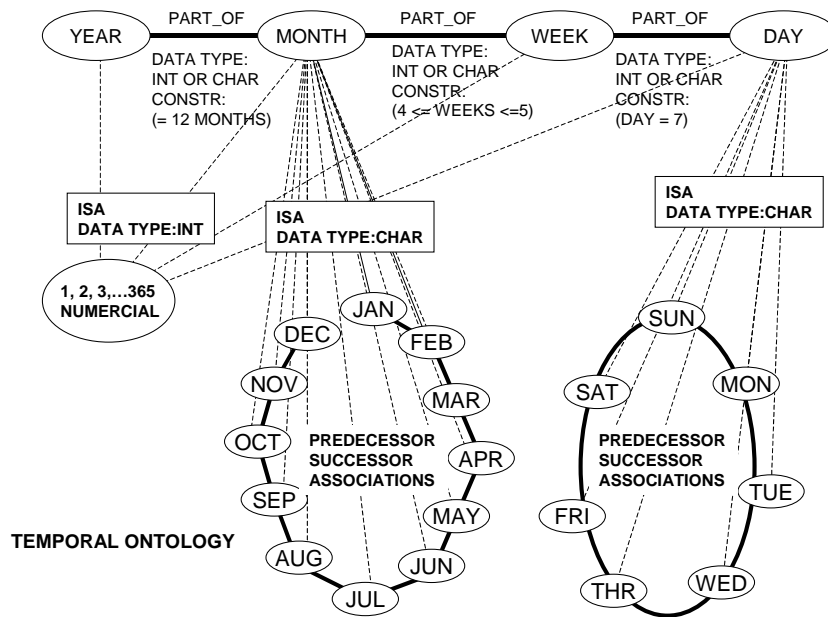 PART_OF
PART_OF
PART_OF
YEAR
MONTH
WEEK
DAY
DATA TYPE:
INT OR CHAR
CONSTR:
(= 12 MONTHS)
DATA TYPE:
INT OR CHAR
CONSTR:
(4 <= WEEKS <=5)
DATA TYPE:
INT OR CHAR
CONSTR:
(DAY = 7)
ISA
DATA TYPE:INT
ISA
DATA TYPE:CHAR
ISA
DATA TYPE:CHAR
1, 2, 3,…365
NUMERCIAL
JAN
FEB
MAR
APR
MAY
JUN
JUL
AUG
SEP
OCT
NOV
DEC
PREDECESSOR
SUCCESSOR
ASSOCIATIONS
SUN
MON
TUE
WED
THR
FRI
SAT
PREDECESSOR
SUCCESSOR
ASSOCIATIONS
TEMPORAL ONTOLOGY